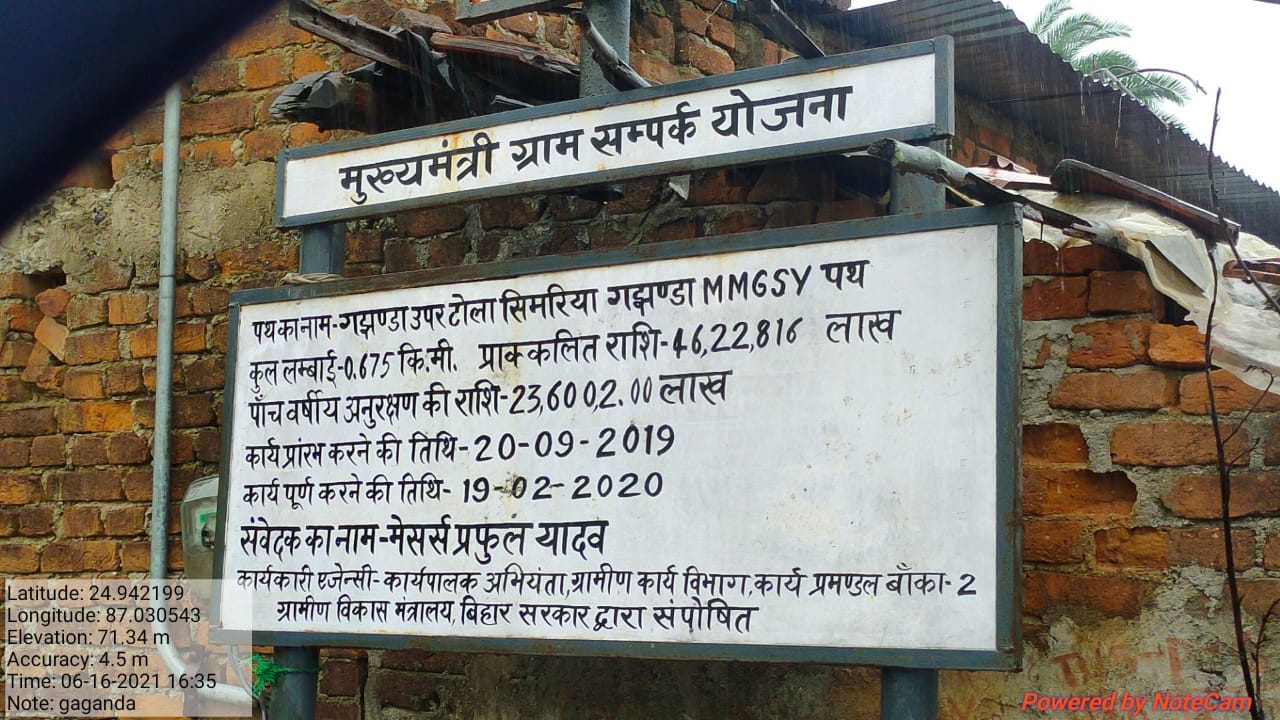 मुख्यमंत्री ग्राम सम्पर्क योजना
पथ का नाम-गझण्डा उपर टोला सिमरिया गझण्डा MMGSY पथ
कुल लम्बाई-0.675 कि.मी. प्राक्कलित राशि-46,22,816 लाख
पाँच वर्षीय अनुरक्षण की राशि-23,600,2.00 लाख
कार्य प्रांरभ करने की तिथि-20-09-2019
कार्य पूर्ण करने की तिथि-19-02-2020
संवेदक का नाम-मेसर्स प्रफुल यादव
कार्यकारी एजेन्सी-कार्यपालक अभियंता,ग्रामीण कार्य विभाग,कार्य प्रमण्डल बाँका-2
ग्रामीण विकास मंत्रालय,बिहार सरकार द्वारा संपोषित
Latitude: 24.942199
Longitude: 87.030543
Elevation: 71.34 m
Accuracy: 4.5 m
Time: 06-16-2021 16:35
Note: gaganda
Powered by NoteCam